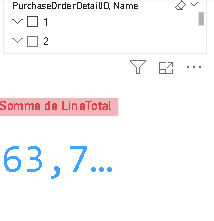 PurchaseOrderDetailID, Name
1
2
Somme de LineTotal
63,7...